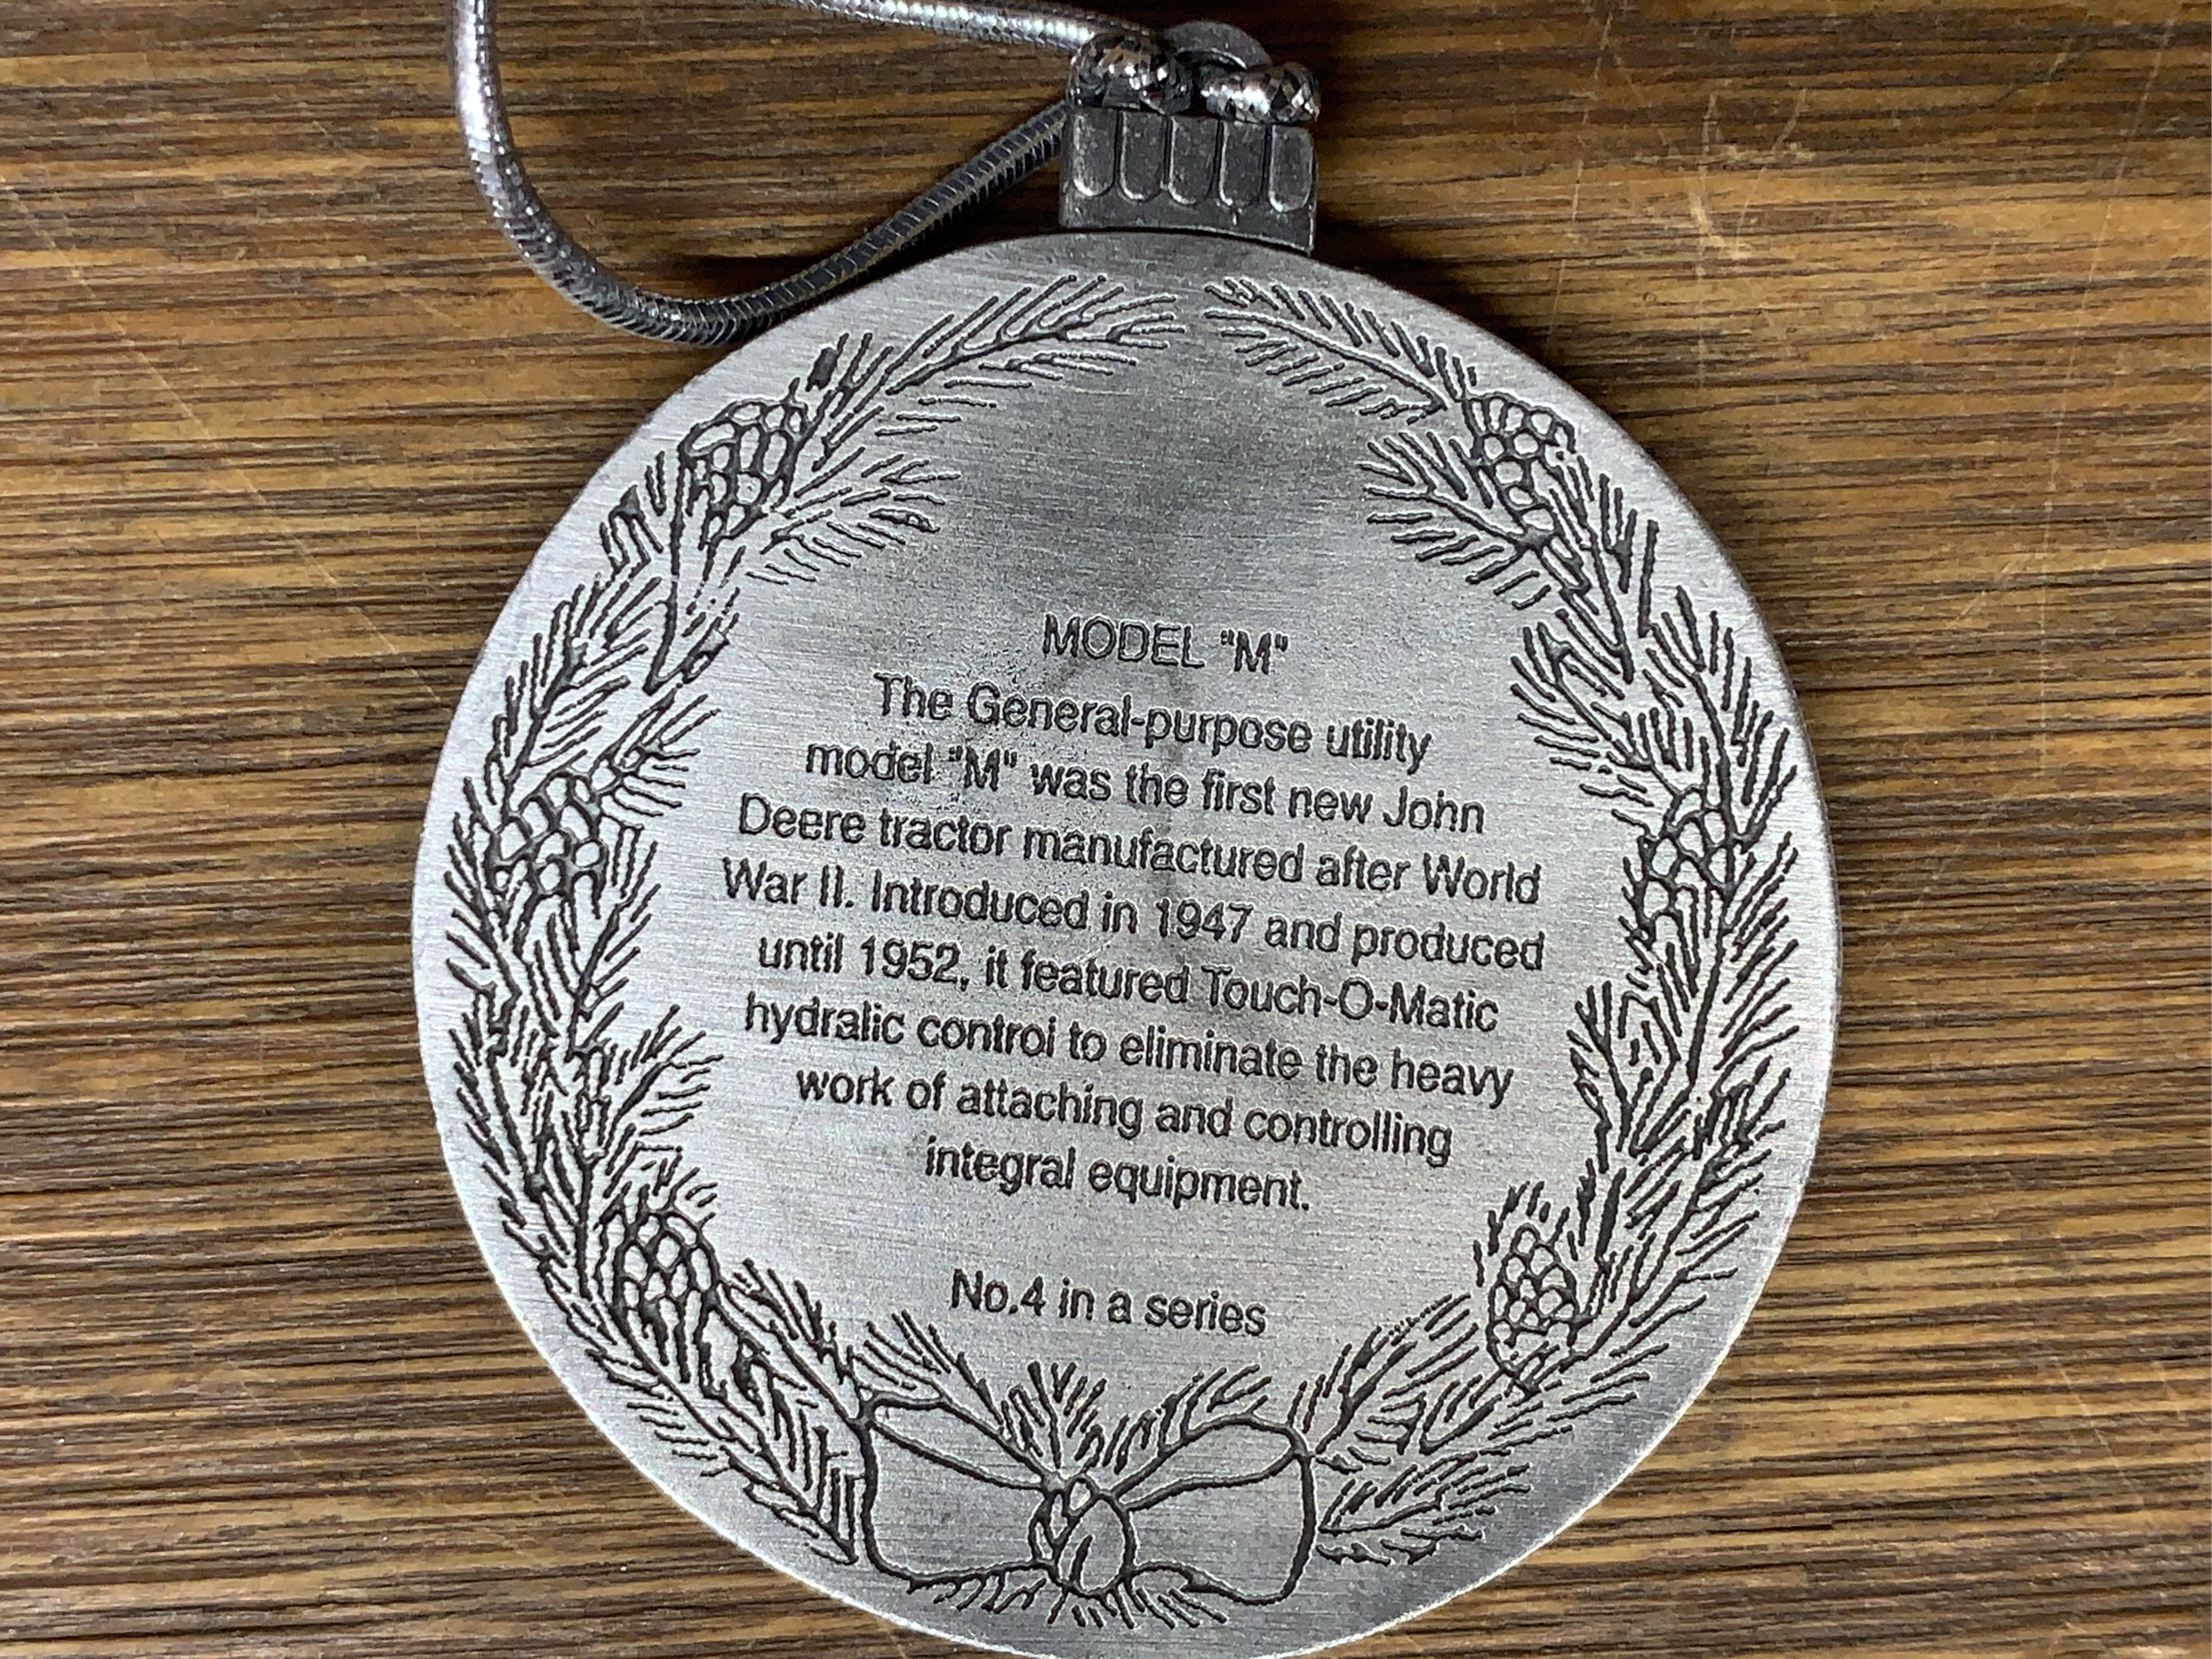 MODEL "M"
The General-purpose utility
model "M" was the first new John
Deere tractor manufactured after World
War II. Introduced in 1947 and produced
until 1952, it featured Touch-O-Matic
hydralic control to eliminate the heavy
work of attaching and controlling
integral equipment.
No.4 in a series